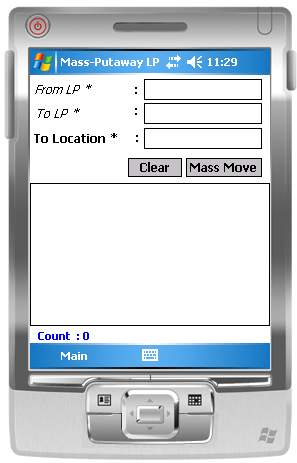 Mass-Putaway LP 11:29
From LP * :
To LP * :
To Location * :
Clear Mass Move
Count : 0
Main